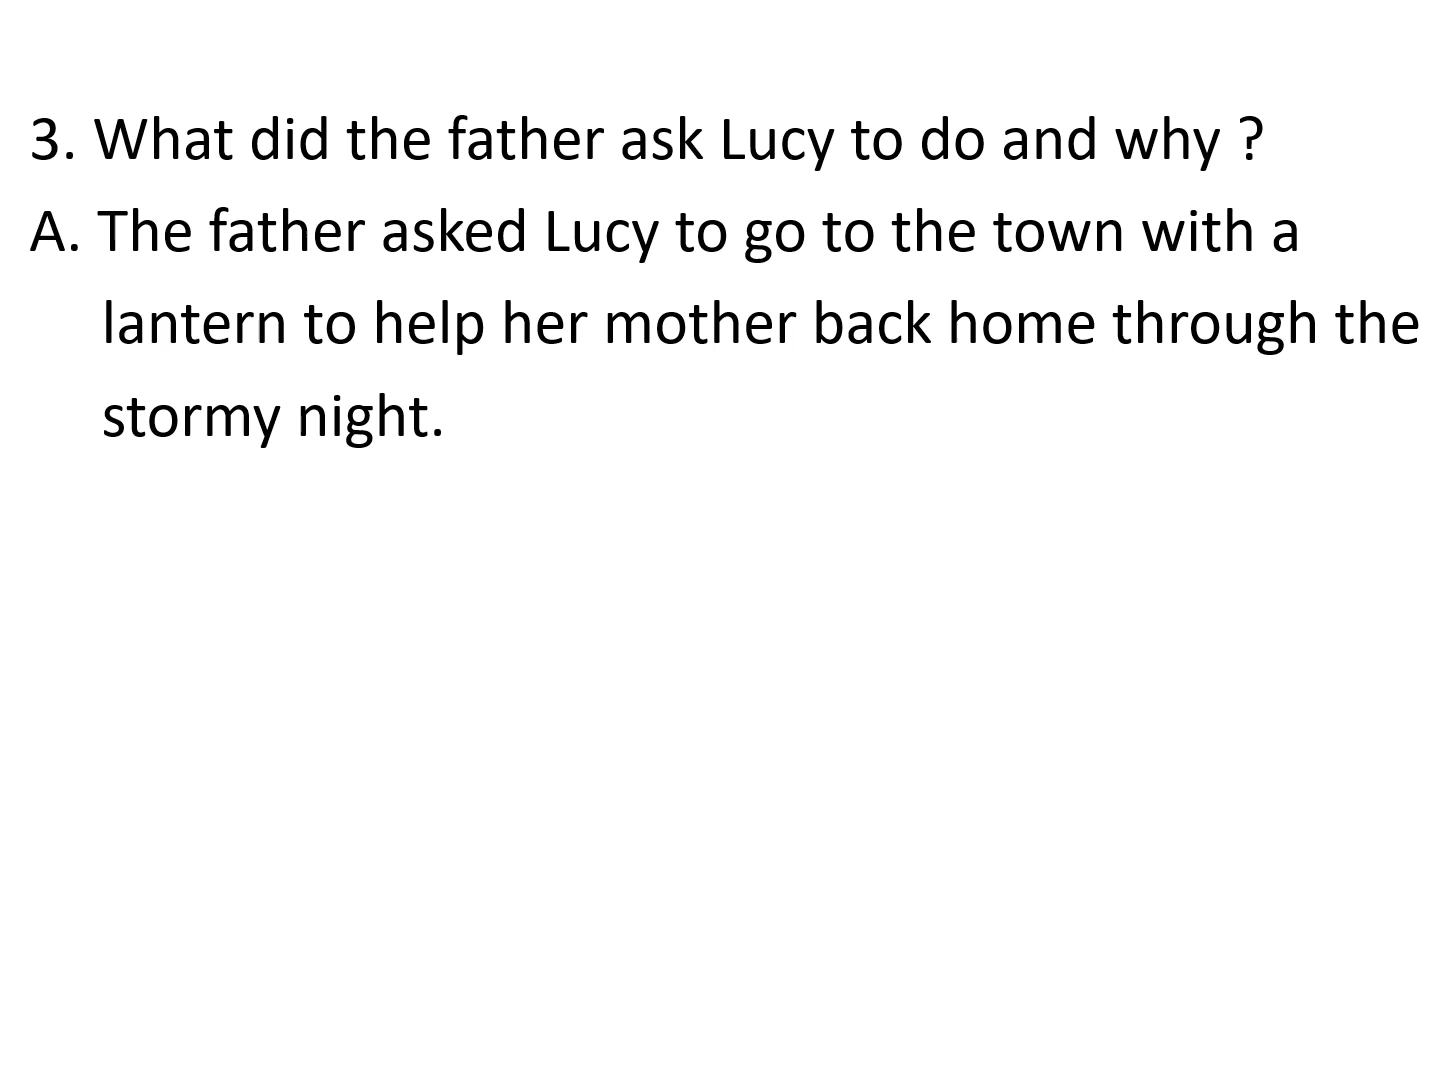 3. What did the father ask Lucy to do and why ?
A. The father asked Lucy to go to the town with a
lantern to help her mother back home through the
stormy night.